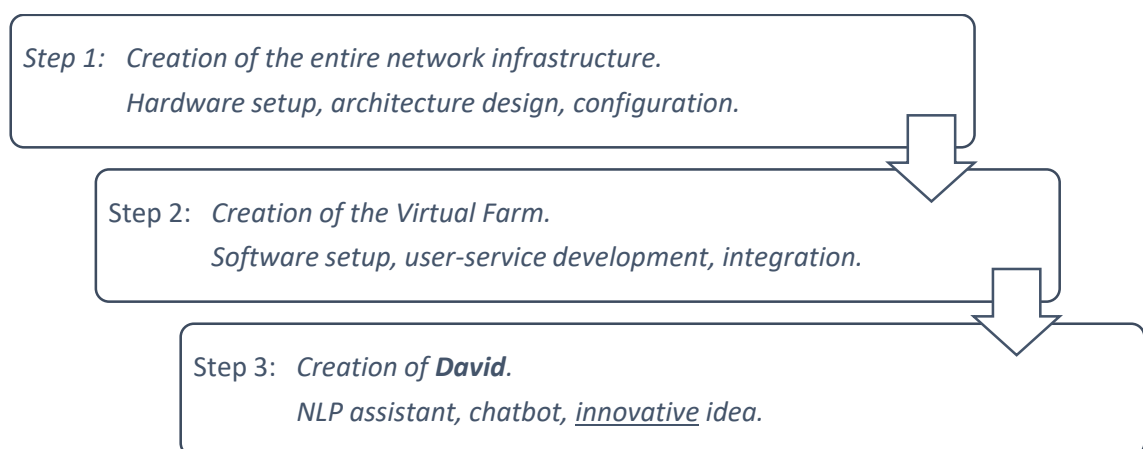 Step 1: Creation of the entire network infrastructure.
Hardware setup, architecture design, configuration.
Step 2: Creation of the Virtual Farm.
Software setup, user-service development, integration.
Step 3: Creation of David.
NLP assistant, chatbot, innovative idea.